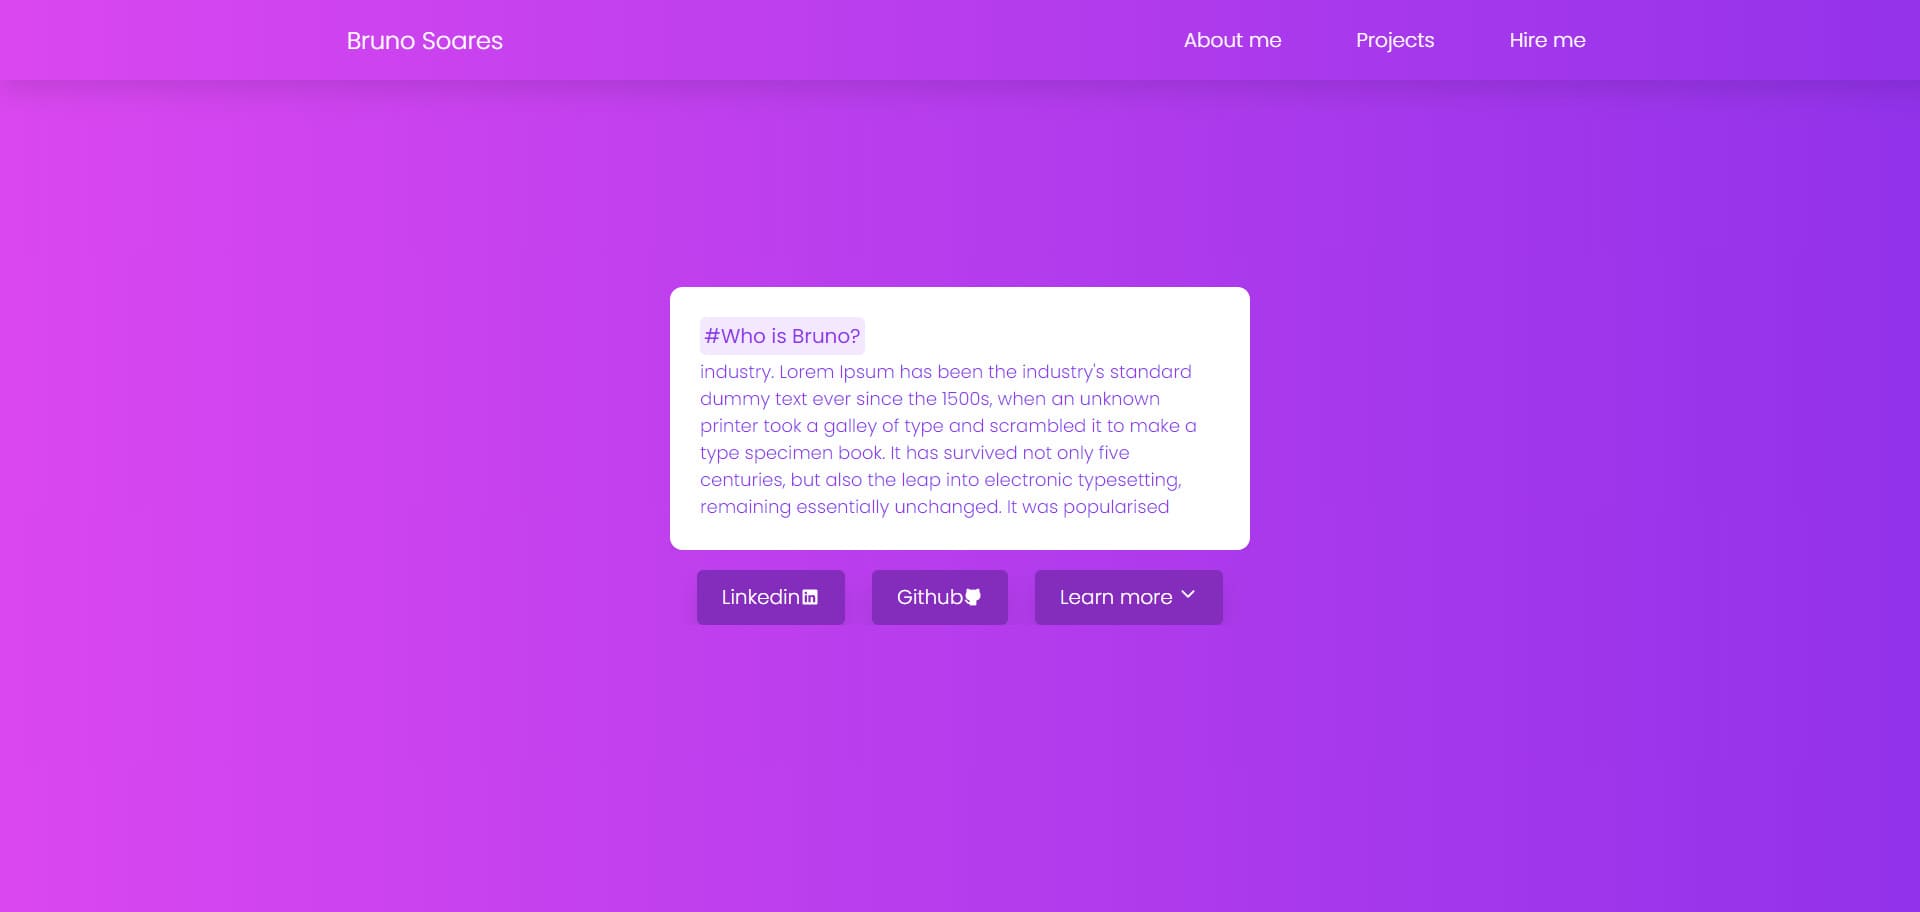 Bruno Soares
About me
Projects
Hire me
#Who is Bruno?
industry. Lorem Ipsum has been the industry's standard
dummy text ever since the 1500s, when an unknown
printer took a galley of type and scrambled it to make a
type specimen book. It has survived not only five
centuries, but also the leap into electronic typesetting,
remaining essentially unchanged. It was popularised
Linkedin
Github
Learn more